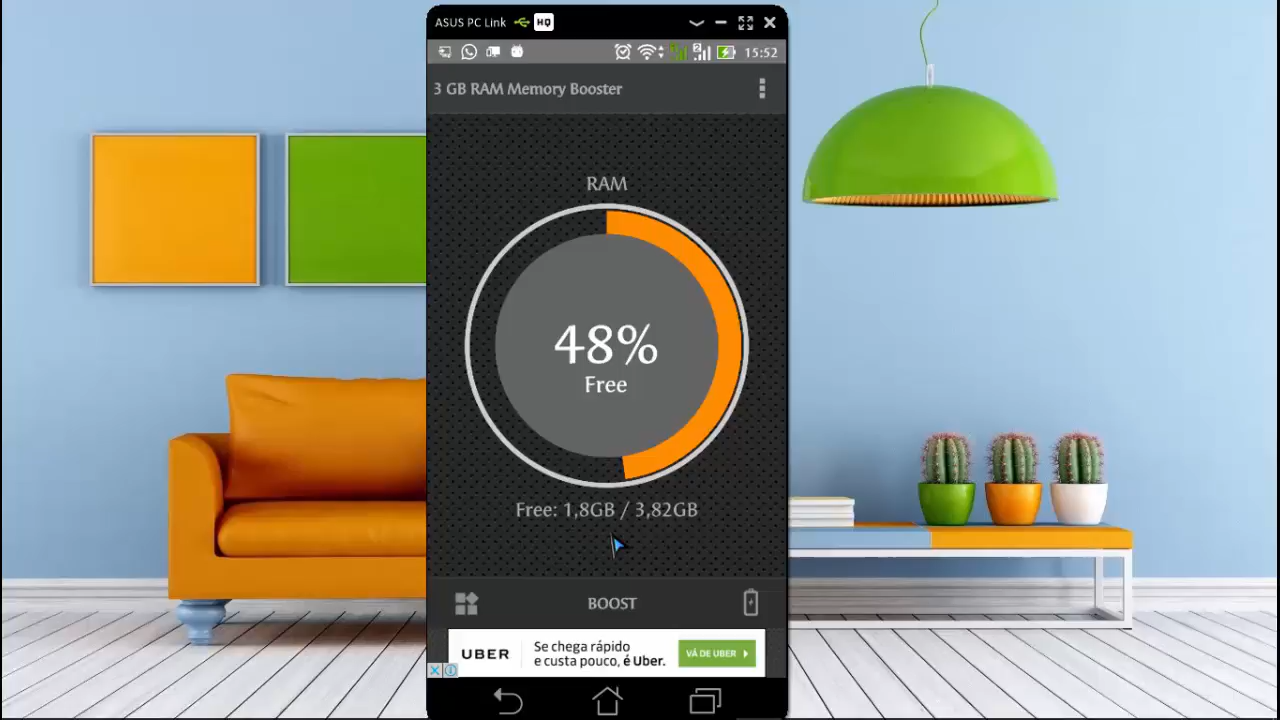 ASUS PC Link HQ
2 15:52
3 GB RAM Memory Booster
RAM
48%
Free
Free: 1,8GB / 3,82GB
BOOST
UBER
Se chega rápido
e custa pouco, é Uber.
VÁ DE UBER